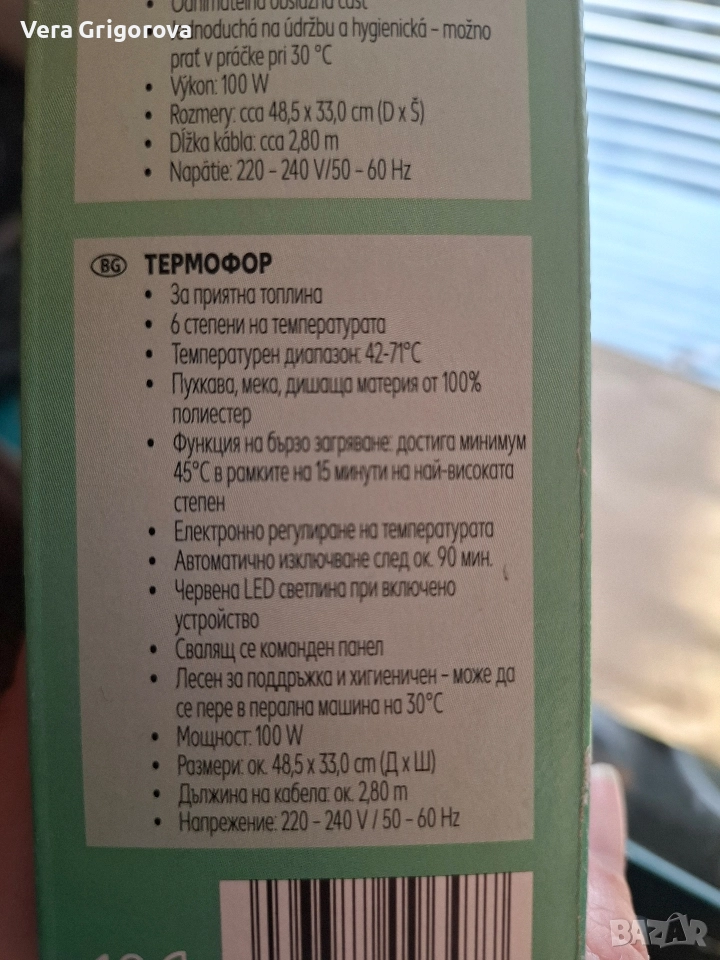 Vera Grigorova
Odnímateľná obslužná časť
Jednoduchá na údržbu a hygienická – možno
prať v práčke pri 30 °C
• Výkon: 100 W
• Rozmery: cca 48,5 x 33,0 cm (D x Š)
• Dĺžka kábla: cca 2,80 m
• Napätie: 220 – 240 V/50 – 60 Hz
BG ТЕРМОФОР
• За приятна топлина
• 6 степени на температурата
• Температурен диапазон: 42-71°C
• Пухкава, мека, дишаща материя от 100%
полиестер
• Функция на бързо загряване: достига минимум
45°C в рамките на 15 минути на най-високата
степен
• Електронно регулиране на температурата
• Автоматично изключване след ок. 90 мин.
• Червена LED светлина при включено
устройство
• Свалящ се команден панел
• Лесен за поддръжка и хигиеничен – може да
се пере в перална машина на 30°C
• Мощност: 100 W
• Размери: ок. 48,5 x 33,0 cm (Д x Ш)
• Дължина на кабела: ок. 2,80 m
• Напрежение: 220 – 240 V / 50 – 60 Hz
BAZAR